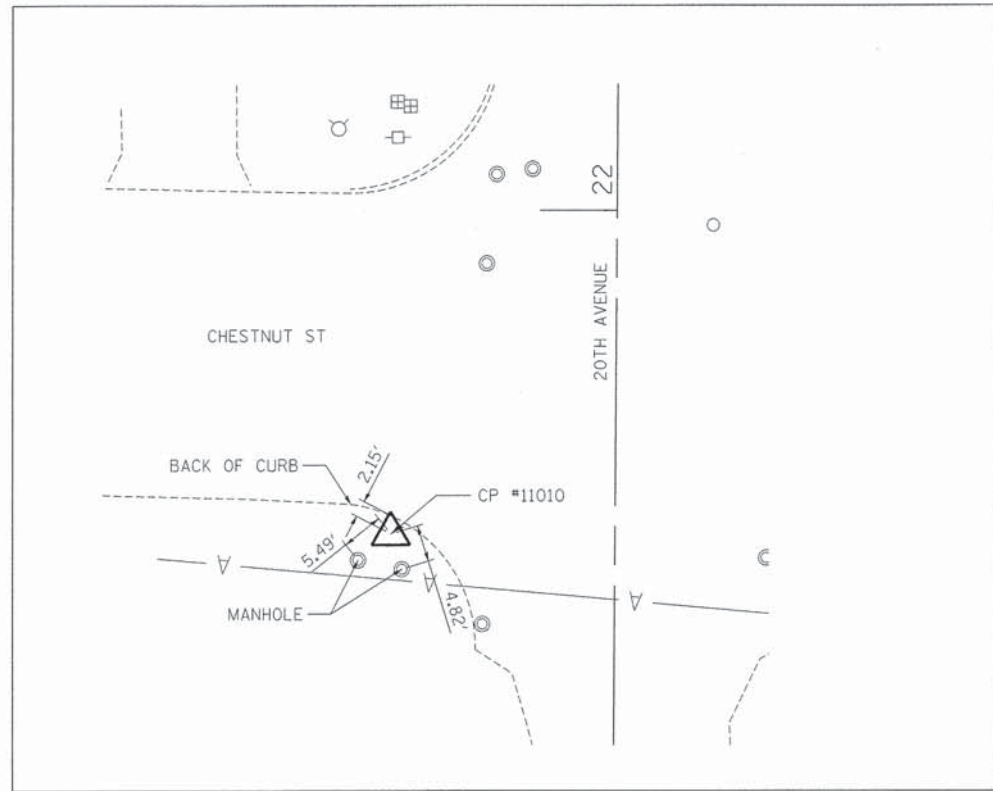 22
20TH AVENUE
CHESTNUT ST
BACK OF CURB
2.15'
CP #11010
5.49'
A
A
A
MANHOLE
4.82'